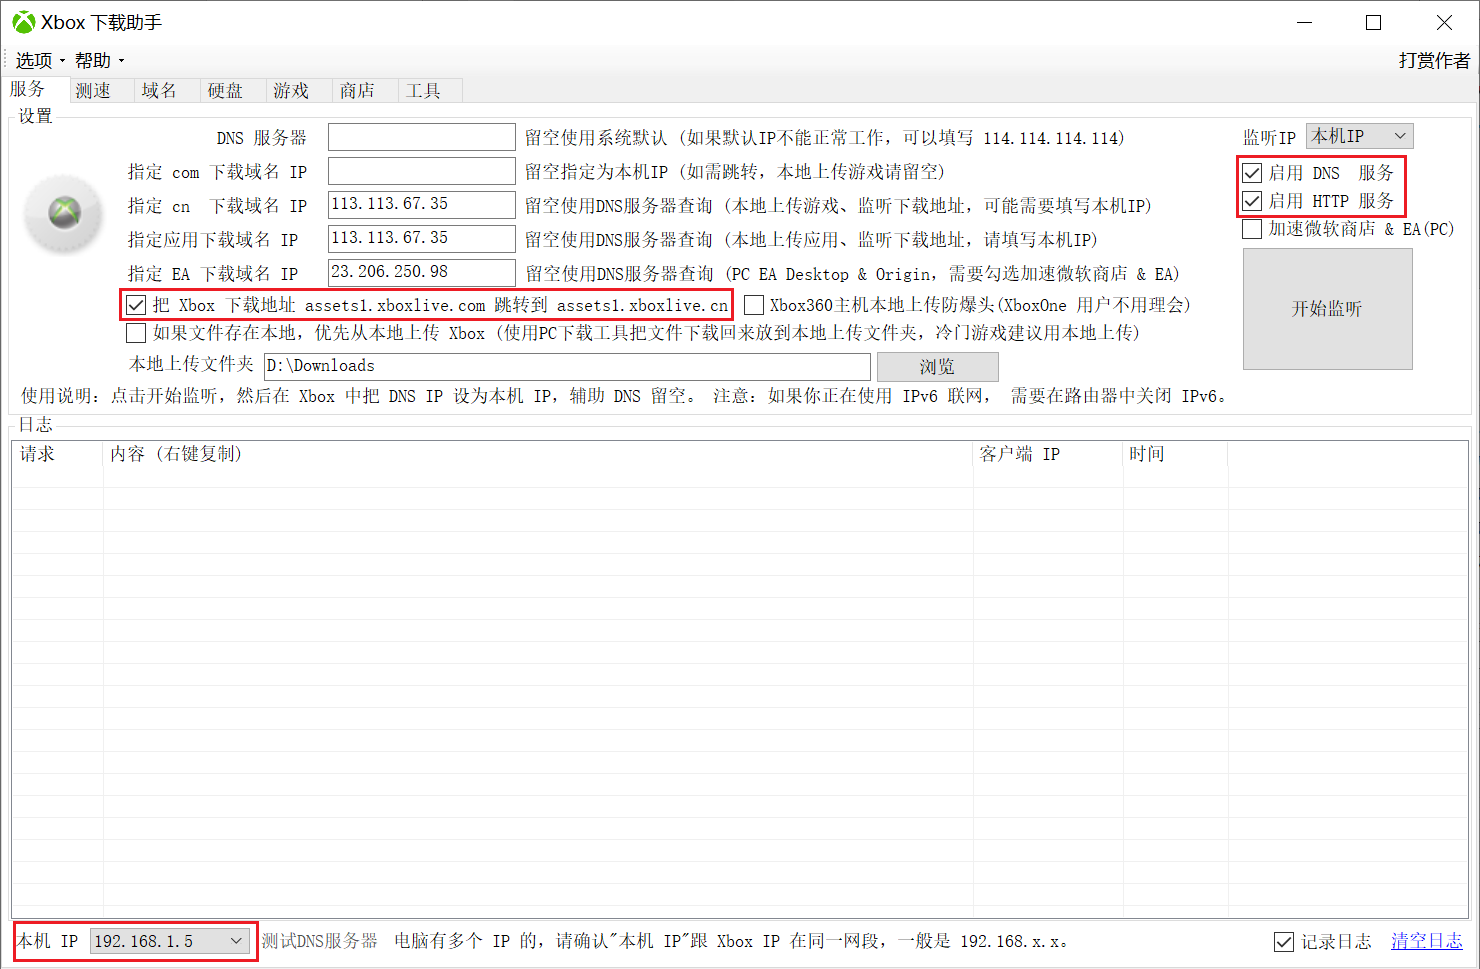 Xbox 下载助手
选项 帮助 打赏作者
服务 测速 域名 硬盘 游戏 商店 工具
设置
DNS 服务器 留空使用系统默认 (如果默认IP不能正常工作，可以填写 114.114.114.114) 监听IP 本机IP
指定 com 下载域名 IP 留空指定为本机IP (如需跳转，本地上传游戏请留空) 启用 DNS 服务
指定 cn 下载域名 IP 113.113.67.35 留空使用DNS服务器查询 (本地上传游戏、监听下载地址，可能需要填写本机IP) 启用 HTTP 服务
指定应用下载域名 IP 113.113.67.35 留空使用DNS服务器查询 (本地上传应用、监听下载地址，请填写本机IP) 加速微软商店 & EA(PC)
指定 EA 下载域名 IP 23.206.250.98 留空使用DNS服务器查询 (PC EA Desktop & Origin，需要勾选加速微软商店 & EA)
把 Xbox 下载地址 assets1.xboxlive.com 跳转到 assets1.xboxlive.cn Xbox360主机本地上传防爆头(XboxOne 用户不用理会) 开始监听
如果文件存在本地，优先从本地上传 Xbox (使用PC下载工具把文件下载回来放到本地上传文件夹，冷门游戏建议用本地上传)
本地上传文件夹 D:\Downloads 浏览
使用说明：点击开始监听，然后在 Xbox 中把 DNS IP 设为本机 IP，辅助 DNS 留空。 注意：如果你正在使用 IPv6 联网， 需要在路由器中关闭 IPv6。
日志
请求 内容 (右键复制) 客户端 IP 时间
本机 IP 192.168.1.5 测试DNS服务器 电脑有多个 IP 的，请确认"本机 IP"跟 Xbox IP 在同一网段，一般是 192.168.x.x。 记录日志 清空日志